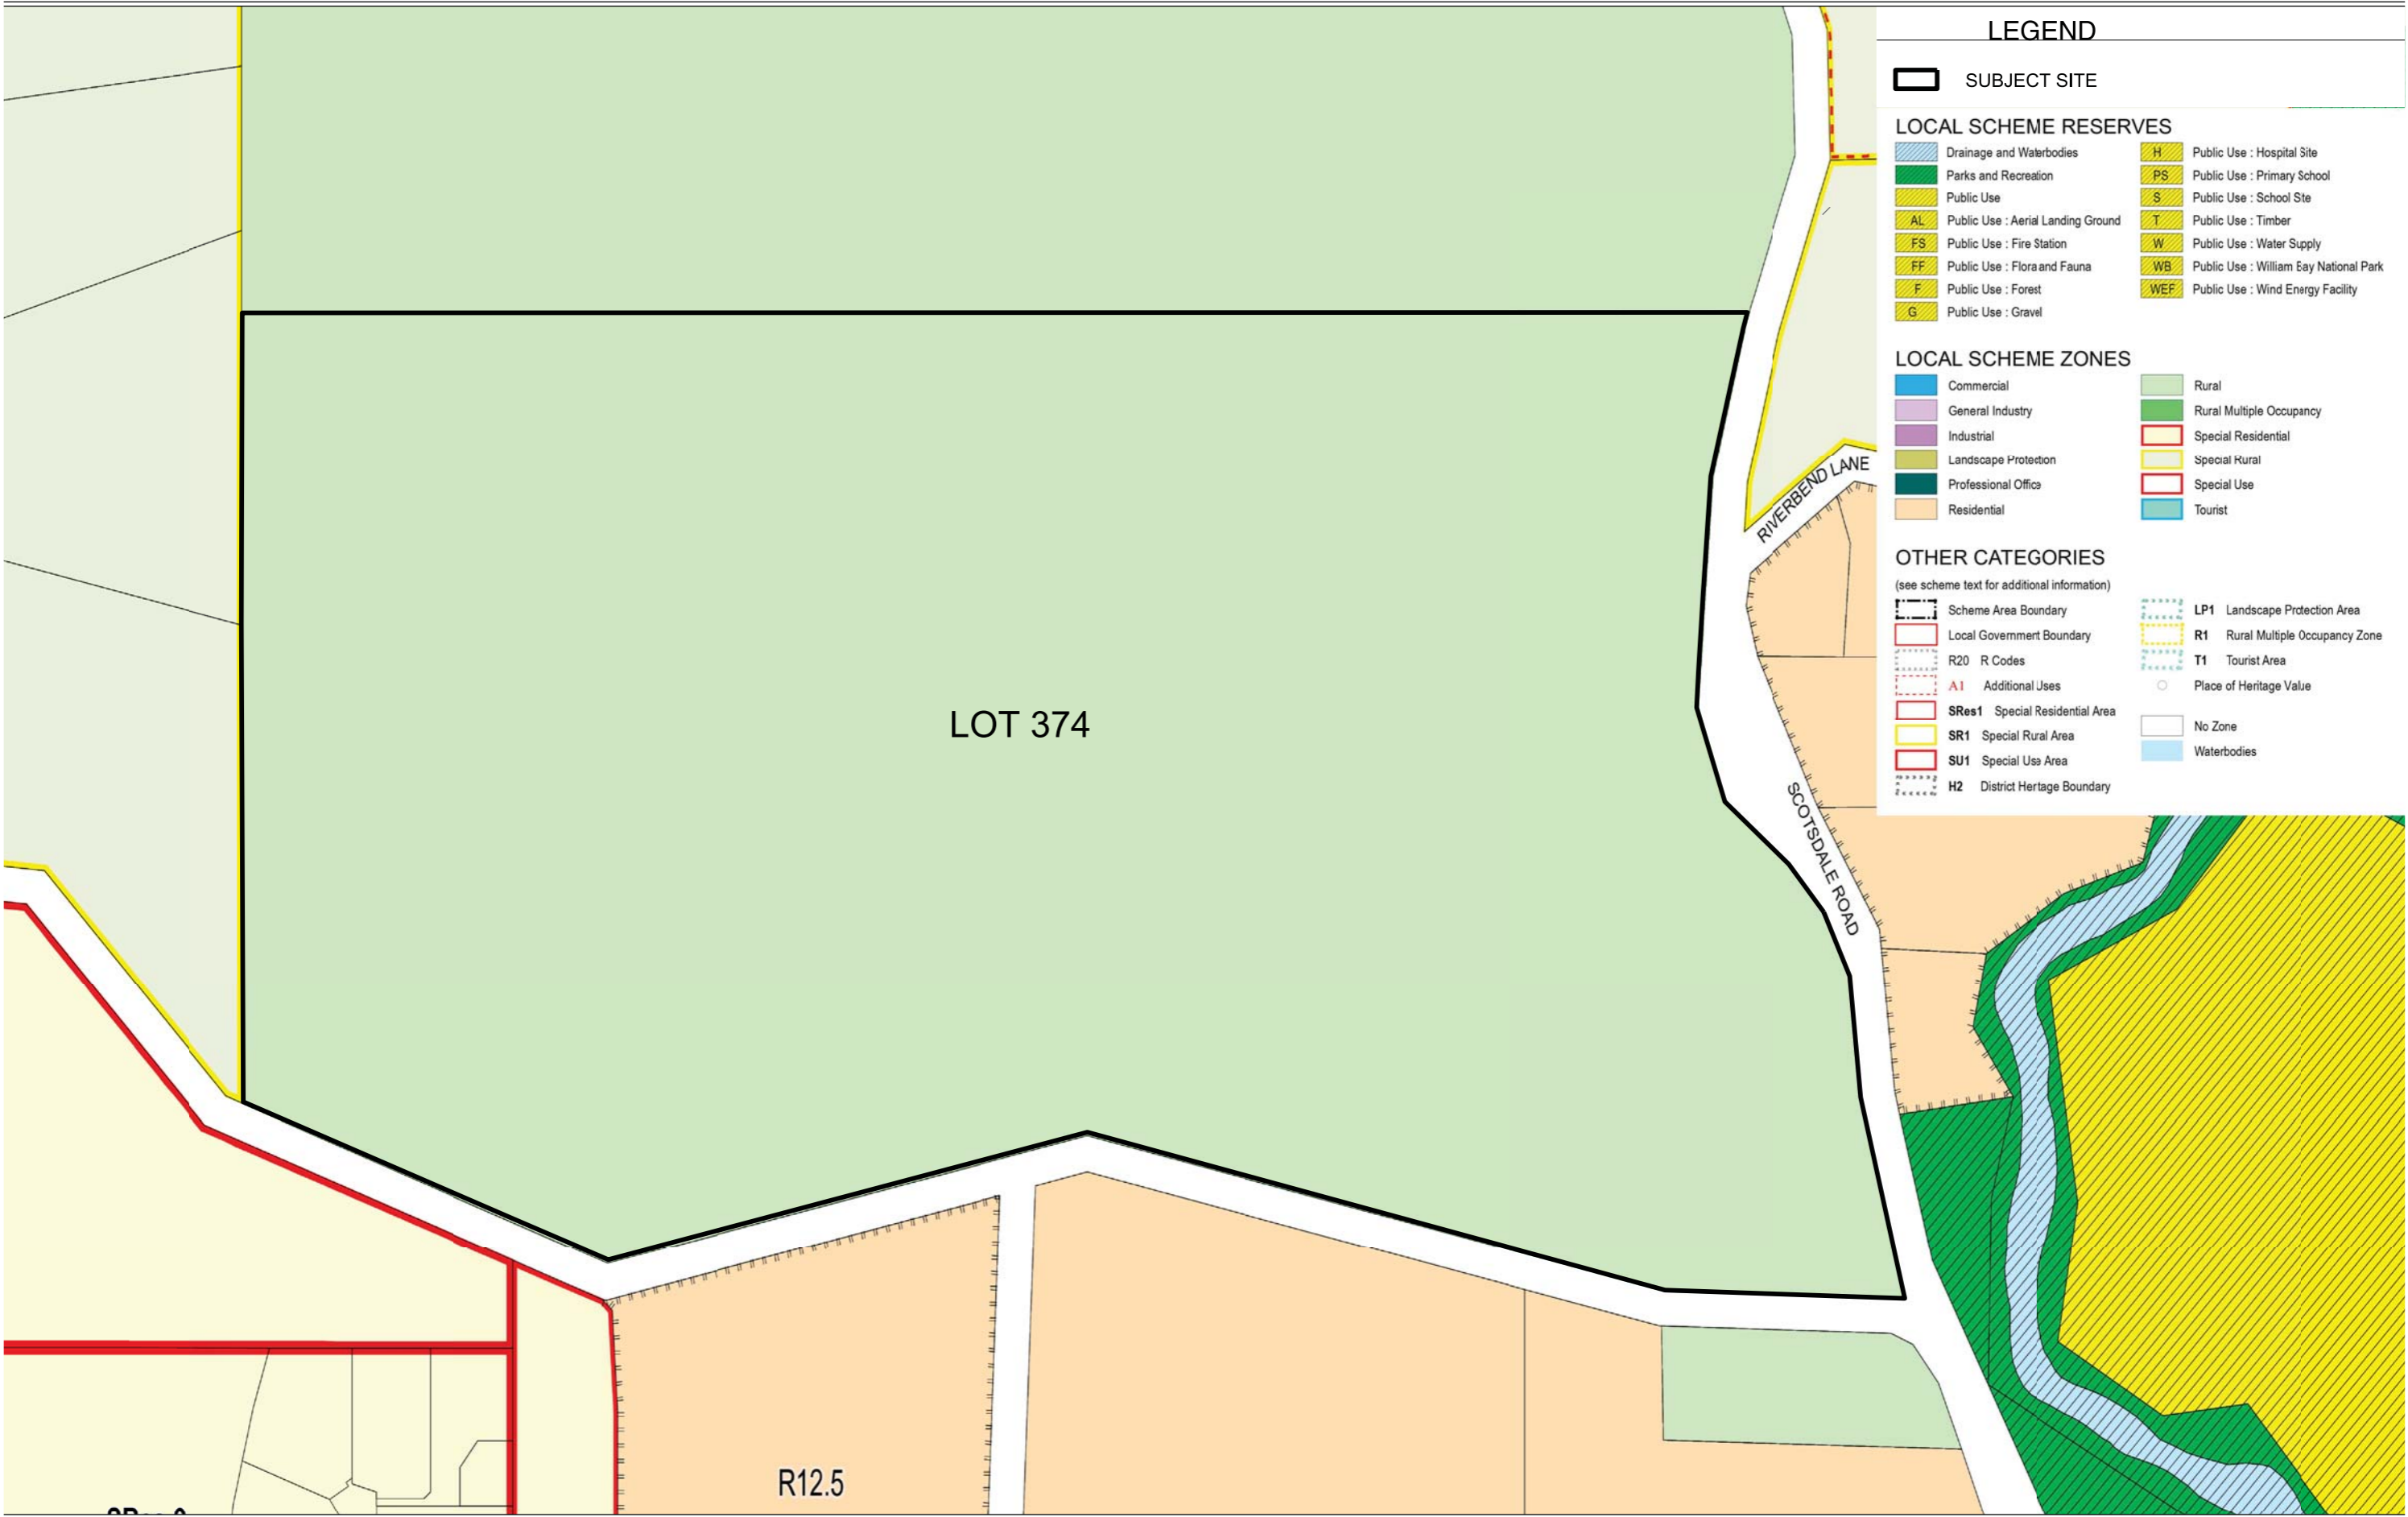 LEGEND
SUBJECT SITE
LOCAL SCHEME RESERVES
Drainage and Waterbodies
Parks and Recreation
Public Use
AL Public Use : Aerial Landing Ground
FS Public Use : Fire Station
FF Public Use : Flora and Fauna
F Public Use : Forest
G Public Use : Gravel
H Public Use : Hospital Site
PS Public Use : Primary School
S Public Use : School Ste
T Public Use : Timber
W Public Use : Water Supply
WB Public Use : William Bay National Park
WEF Public Use : Wind Energy Facility
LOCAL SCHEME ZONES
Commercial
General Industry
Industrial
Landscape Protection
Professional Office
Residential
Rural
Rural Multiple Occupancy
Special Residential
Special Rural
Special Use
Tourist
OTHER CATEGORIES
(see scheme text for additional information)
Scheme Area Boundary
Local Government Boundary
R20 R Codes
A1 Additional Uses
SRes1 Special Residential Area
SR1 Special Rural Area
SU1 Special Use Area
H2 District Heritage Boundary
LP1 Landscape Protection Area
R1 Rural Multiple Occupancy Zone
T1 Tourist Area
Place of Heritage Value
No Zone
Waterbodies
RIVERBEND LANE
LOT 374
SCOTSDALE ROAD
R12.5